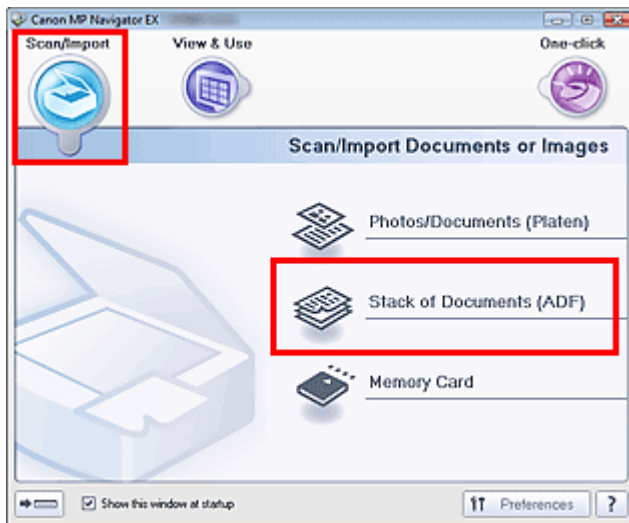 Canon MP Navigator EX
Scan/Import
View & Use
One-click
Scan/Import Documents or Images
Photos/Documents (Platen)
Stack of Documents (ADF)
Memory Card
Show this window at startup
Preferences
?